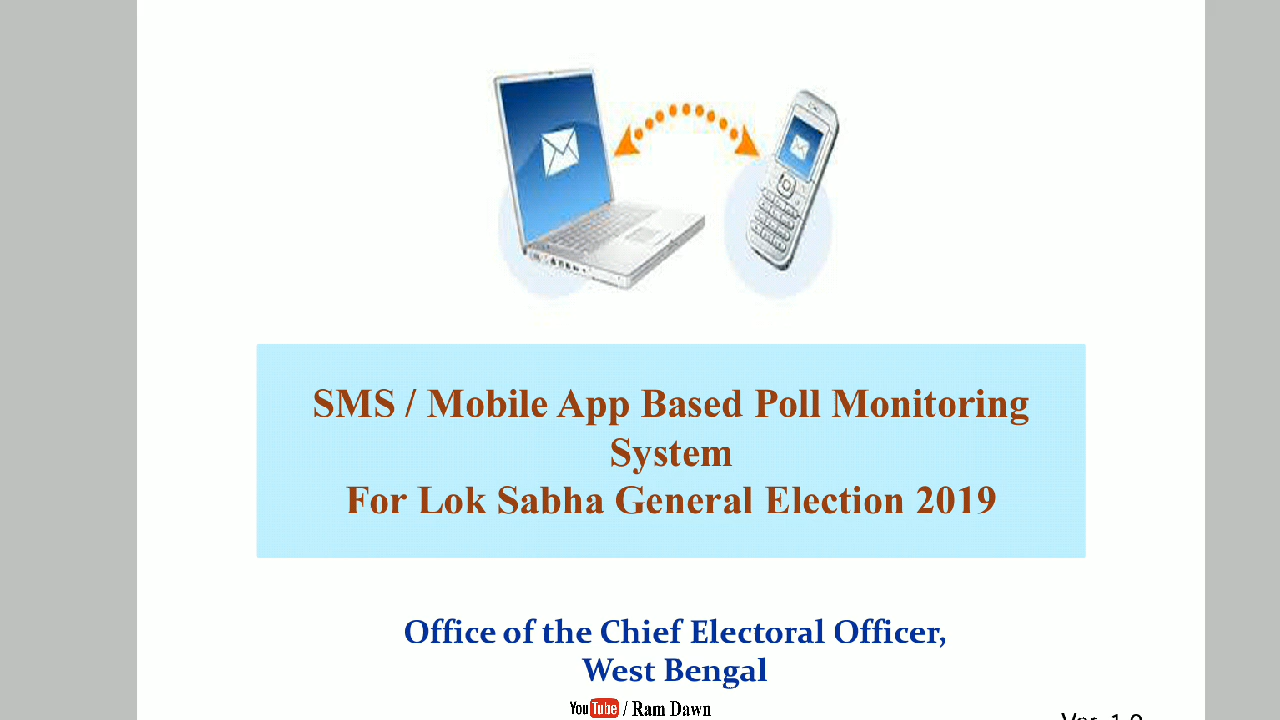 SMS / Mobile App Based Poll Monitoring
System
For Lok Sabha General Election 2019
Office of the Chief Electoral Officer,
West Bengal
YouTube / Ram Dawn